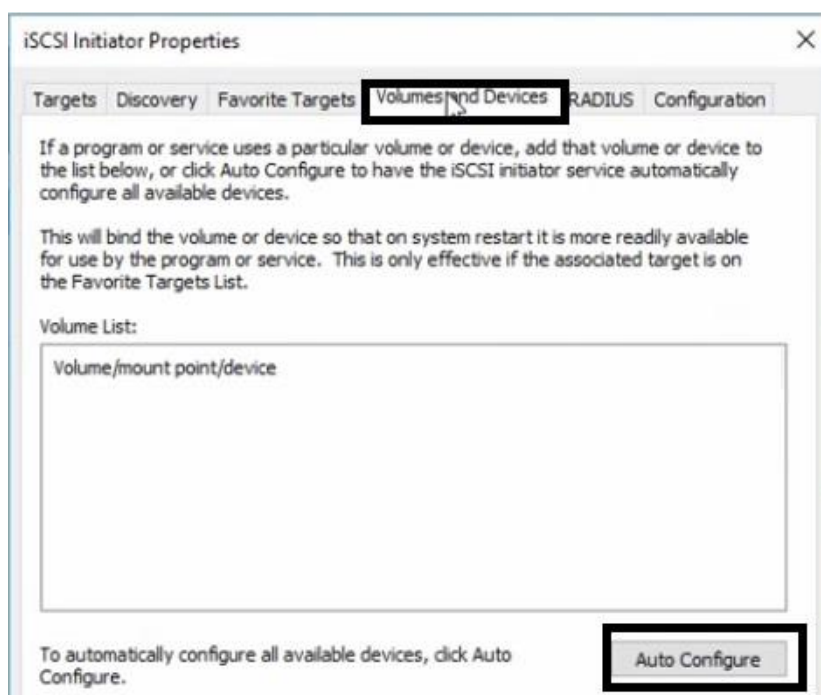 iSCSI Initiator Properties
Targets Discovery Favorite Targets Volumes and Devices RADIUS Configuration
If a program or service uses a particular volume or device, add that volume or device to
the list below, or click Auto Configure to have the iSCSI initiator service automatically
configure all available devices.
This will bind the volume or device so that on system restart it is more readily available
for use by the program or service. This is only effective if the associated target is on
the Favorite Targets List.
Volume List:
Volume/mount point/device
To automatically configure all available devices, click Auto
Configure.
Auto Configure